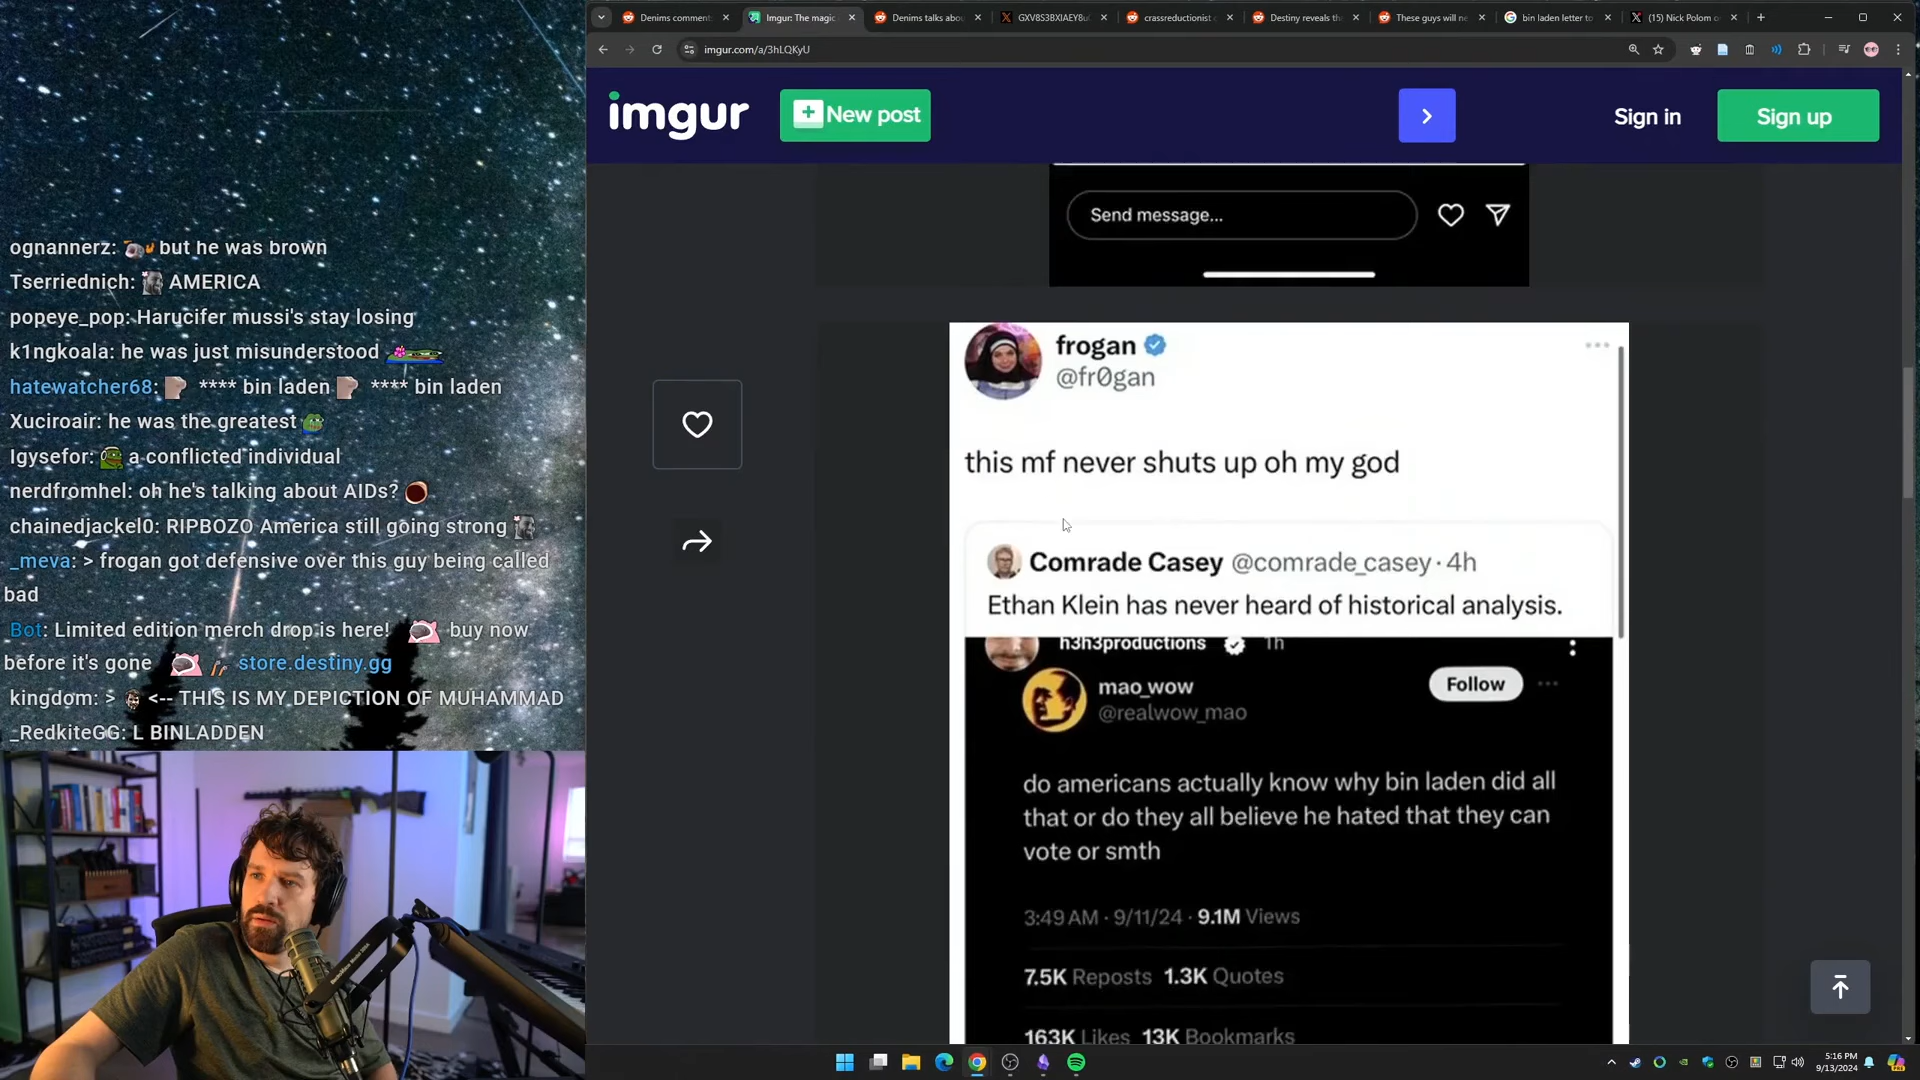 Denims comment
Imgur: The magic
Denims talks abou
GXV8S3BXIAEY8u
crassreductionist
Destiny reveals th
These guys will ne
bin laden letter to
(15) Nick Polom o
imgur.com/a/3hLQKyU
imgur
New post
Sign in
Sign up
Send message...
ognannerz: but he was brown
Tserriednich: AMERICA
popeye_pop: Harucifer mussi's stay losing
k1ngkoala: he was just misunderstood
hatewatcher68: **** bin laden **** bin laden
Xuciroair: he was the greatest
Igysefor: a conflicted individual
nerdfromhel: oh he's talking about AIDs?
chainedjackel0: RIPBOZO America still going strong
_meva: > frogan got defensive over this guy being called
bad
Bot: Limited edition merch drop is here! buy now
before it's gone store.destiny.gg
kingdom: > <-- THIS IS MY DEPICTION OF MUHAMMAD
_RedkiteGG: L BINLADDEN
frogan
@fr0gan
this mf never shuts up oh my god
Comrade Casey @comrade_casey · 4h
Ethan Klein has never heard of historical analysis.
h3h3productions 1h
mao_wow
@realwow_mao
Follow
do americans actually know why bin laden did all
that or do they all believe he hated that they can
vote or smth
3:49 AM · 9/11/24 · 9.1M Views
7.5K Reposts 1.3K Quotes
163K Likes 13K Bookmarks
5:16 PM
9/13/2024